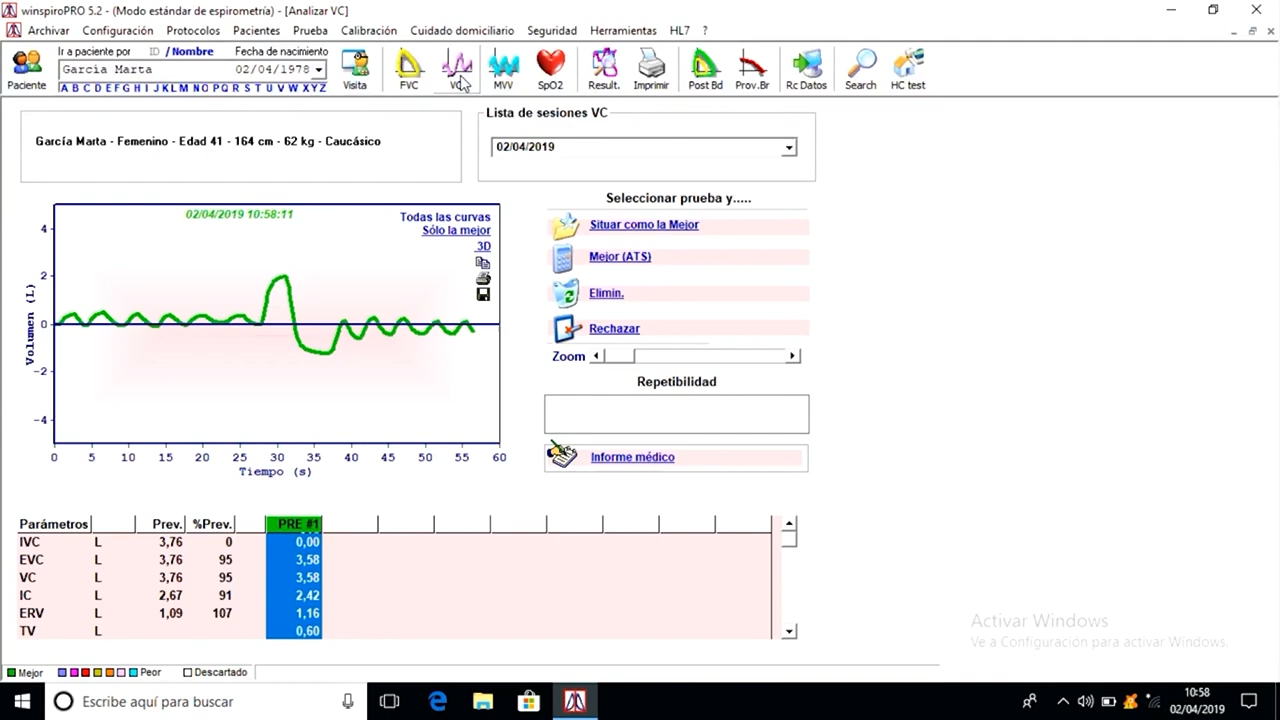 winspiroPRO 5.2 - (Modo estándar de espirometría) - [Analizar VC]
Archivar Configuración Protocolos Pacientes Prueba Calibración Cuidado domiciliario Seguridad Herramientas HL7 ?
Ir a paciente por ID / Nombre Fecha de nacimiento
García Marta 02/04/1978
A B C D E F G H I J K L M N O P Q R S T U V W X Y Z
Paciente Visita FVC VC MVV SpO2 Result. Imprimir Post Bd Prov.Br Rc Datos Search HC test
Lista de sesiones VC
García Marta - Femenino - Edad 41 - 164 cm - 62 kg - Caucásico
02/04/2019
Seleccionar prueba y.....
02/04/2019 10:58:11
Todas las curvas
Sólo la mejor
3D
Situar como la Mejor
Mejor (ATS)
Elimin.
Rechazar
Zoom
Repetibilidad
Informe médico
Volumen (L)
4
2
0
-2
-4
0 5 10 15 20 25 30 35 40 45 50 55 60
Tiempo (s)
Parámetros Prev. %Prev. PRE #1
IVC L 3,76 0 0,00
EVC L 3,76 95 3,58
VC L 3,76 95 3,58
IC L 2,67 91 2,42
ERV L 1,09 107 1,16
TV L 0,60
Activar Windows
Ve a Configuración para activar Windows.
Mejor Peor Descartado
Escribe aquí para buscar
10:58
02/04/2019